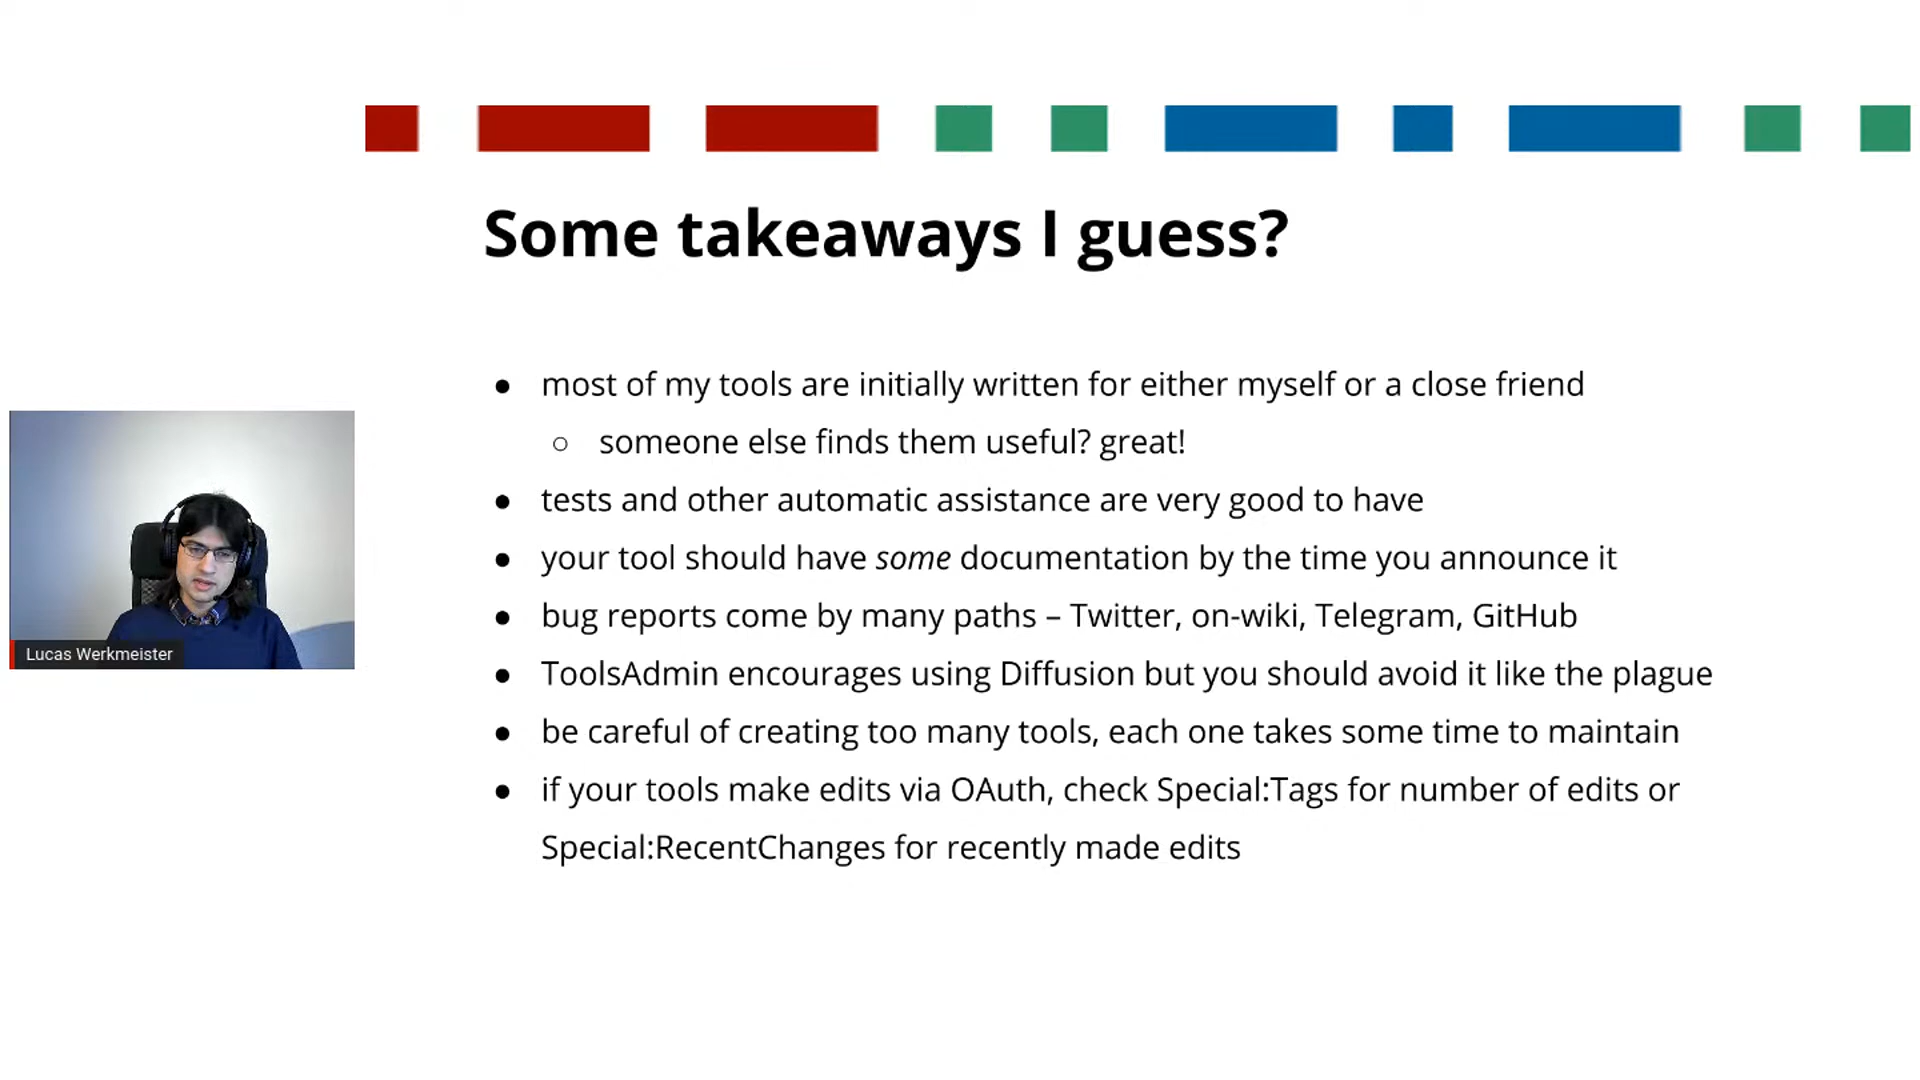 Some takeaways I guess?
● most of my tools are initially written for either myself or a close friend
○ someone else finds them useful? great!
● tests and other automatic assistance are very good to have
● your tool should have some documentation by the time you announce it
● bug reports come by many paths – Twitter, on-wiki, Telegram, GitHub
● ToolsAdmin encourages using Diffusion but you should avoid it like the plague
● be careful of creating too many tools, each one takes some time to maintain
● if your tools make edits via OAuth, check Special:Tags for number of edits or
Special:RecentChanges for recently made edits
Lucas Werkmeister